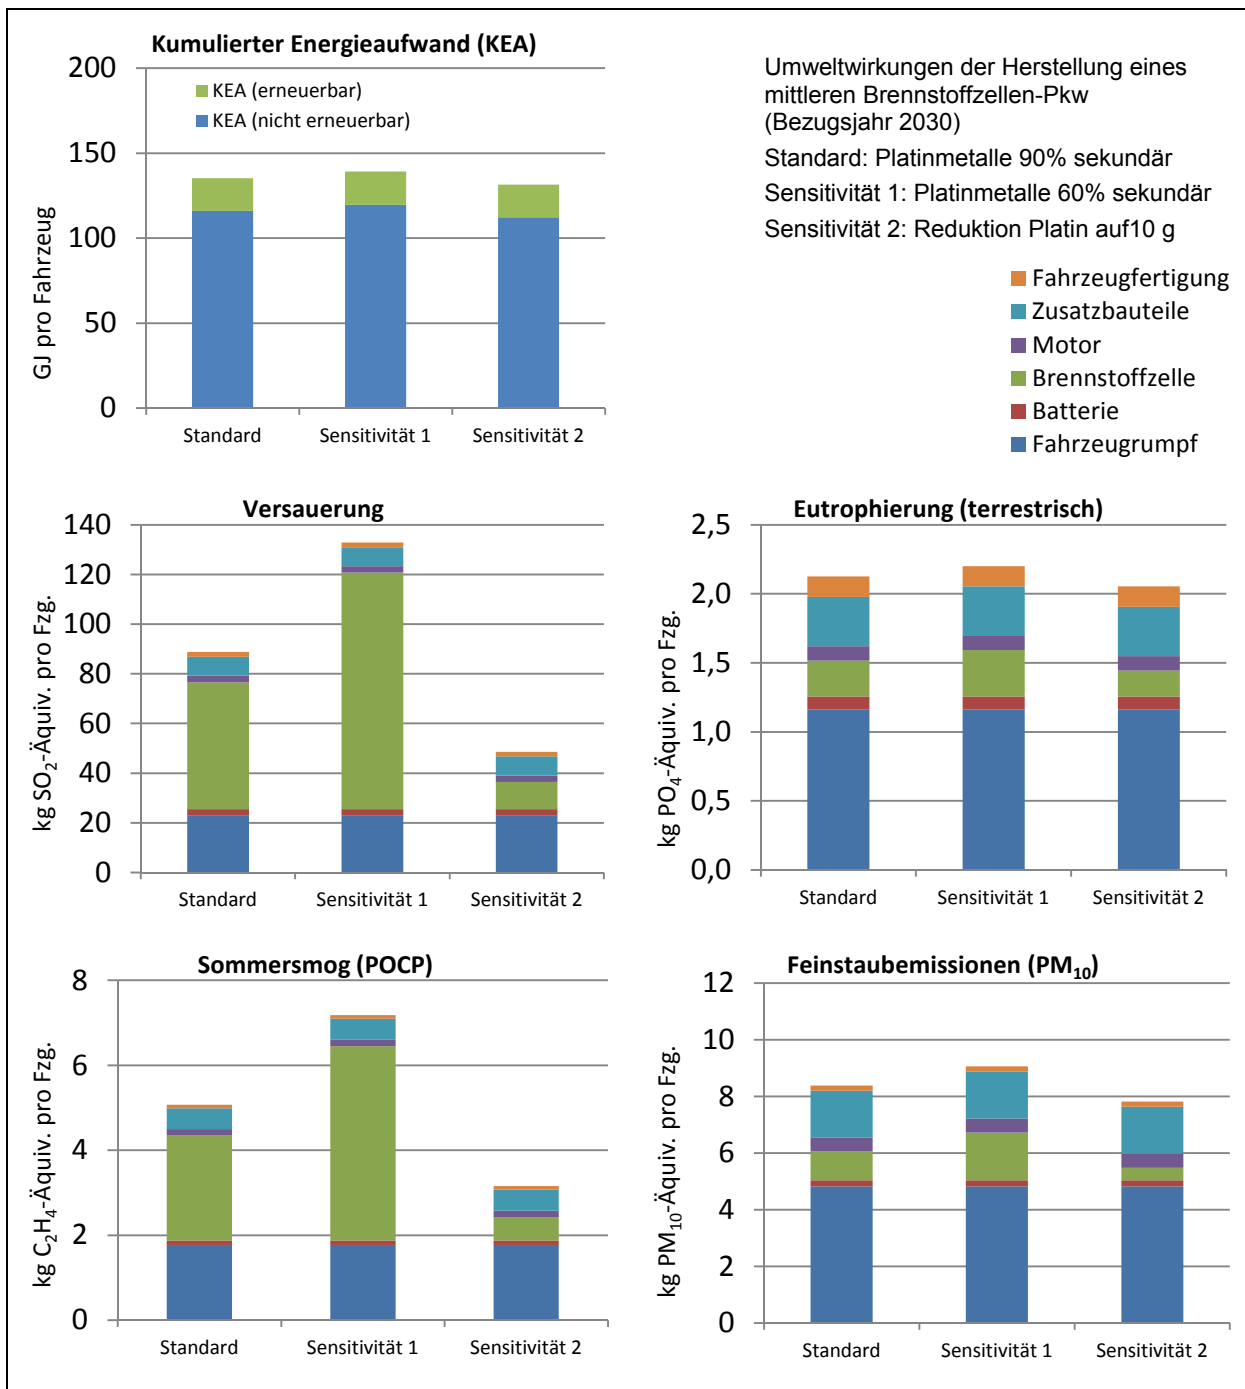 Kumulierter Energieaufwand (KEA)
200
150
100
50
0
GJ pro Fahrzeug
KEA (erneuerbar)
KEA (nicht erneuerbar)
Standard
Sensitivität 1
Sensitivität 2
Umweltwirkungen der Herstellung eines
mittleren Brennstoffzellen-Pkw
(Bezugsjahr 2030)
Standard: Platinmetalle 90% sekundär
Sensitivität 1: Platinmetalle 60% sekundär
Sensitivität 2: Reduktion Platin auf10 g
Fahrzeugfertigung
Zusatzbauteile
Motor
Brennstoffzelle
Batterie
Fahrzeugrumpf
Versauerung
140
120
100
80
60
40
20
0
kg SO₂-Äquiv. pro Fzg.
Standard
Sensitivität 1
Sensitivität 2
Eutrophierung (terrestrisch)
2,5
2,0
1,5
1,0
0,5
0,0
kg PO₄-Äquiv. pro Fzg.
Standard
Sensitivität 1
Sensitivität 2
Sommersmog (POCP)
8
6
4
2
0
kg C₂H₄-Äquiv. pro Fzg.
Standard
Sensitivität 1
Sensitivität 2
Feinstaubemissionen (PM₁₀)
12
10
8
6
4
2
0
kg PM₁₀-Äquiv. pro Fzg.
Standard
Sensitivität 1
Sensitivität 2